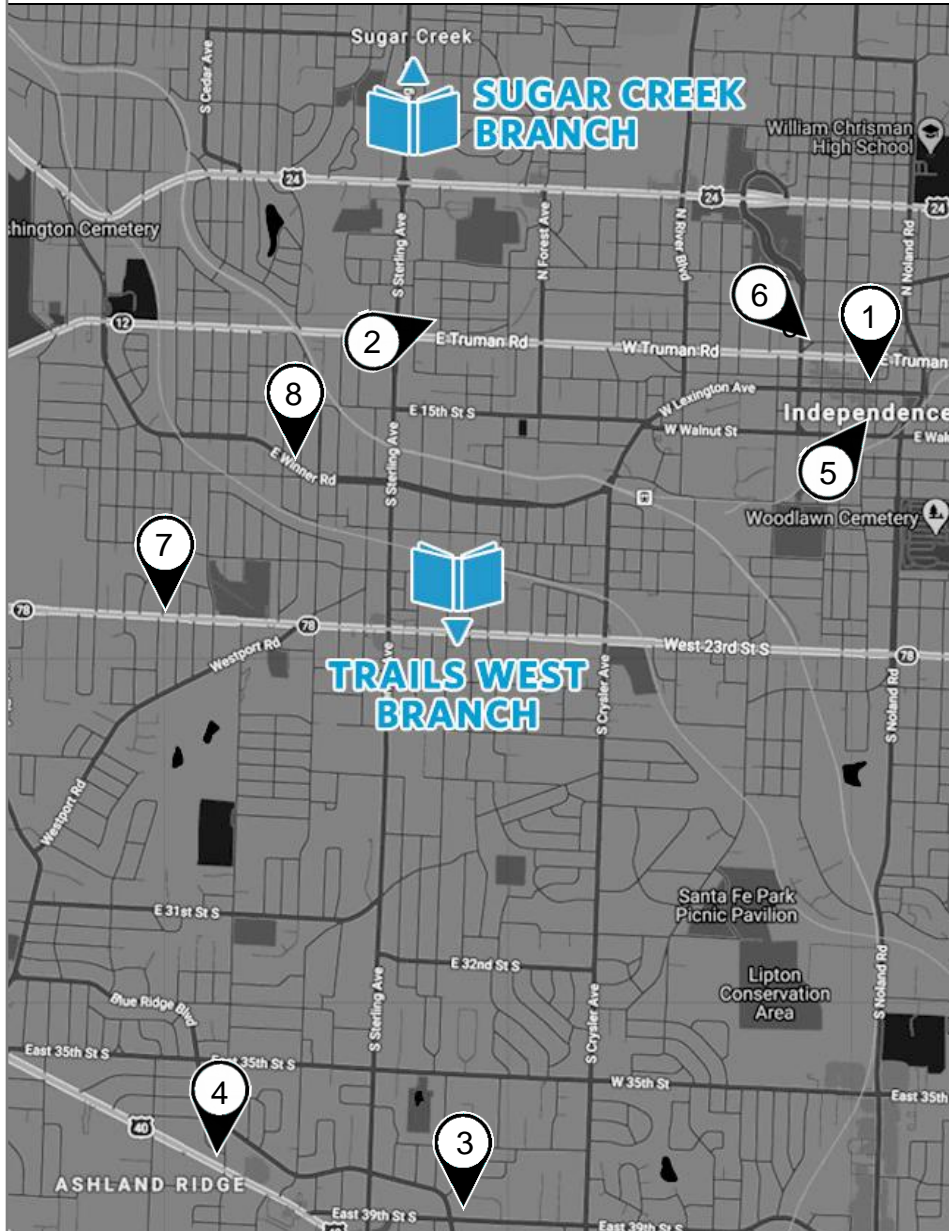 Sugar Creek
SUGAR CREEK
BRANCH
S Cedar Ave
William Chrisman
High School
24
24
24
hington Cemetery
S Sterling Ave
N Forest Ave
N River Blvd
N Noland Rd
6
1
12
2
E Truman Rd
W Truman Rd
E Truman
8
W Lexington Ave
E 15th St S
Independence
W Walnut St
E Wal
E Winner Rd
S Sterling Ave
5
Woodlawn Cemetery
7
78
78
West 23rd St S
78
Westport Rd
TRAILS WEST
BRANCH
Ave
S Crysler Ave
S Noland Rd
Westport Rd
Santa Fe Park
Picnic Pavilion
E 31st St S
E 32nd St S
Lipton
Conservation
Area
S Noland Rd
Blue Ridge Blvd
S Sterling Ave
S Crysler Ave
East 35th St S
East 35th St S
W 35th St
East 35th
4
40
3
ASHLAND RIDGE
East 39th St S
East 39th St S